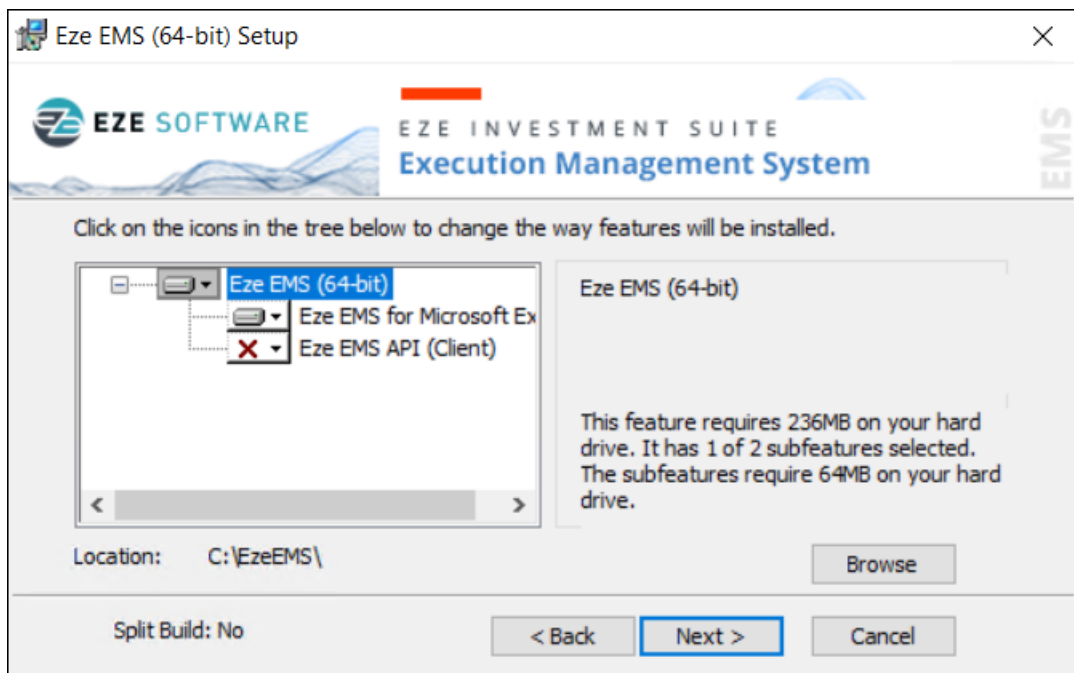 Eze EMS (64-bit) Setup
EZE SOFTWARE
EZE INVESTMENT SUITE
Execution Management System
EMS
Click on the icons in the tree below to change the way features will be installed.
Eze EMS (64-bit)
Eze EMS for Microsoft Ex
Eze EMS API (Client)
Eze EMS (64-bit)
This feature requires 236MB on your hard
drive. It has 1 of 2 subfeatures selected.
The subfeatures require 64MB on your hard
drive.
Location: C:\EzeEMS\
Browse
Split Build: No
< Back
Next >
Cancel